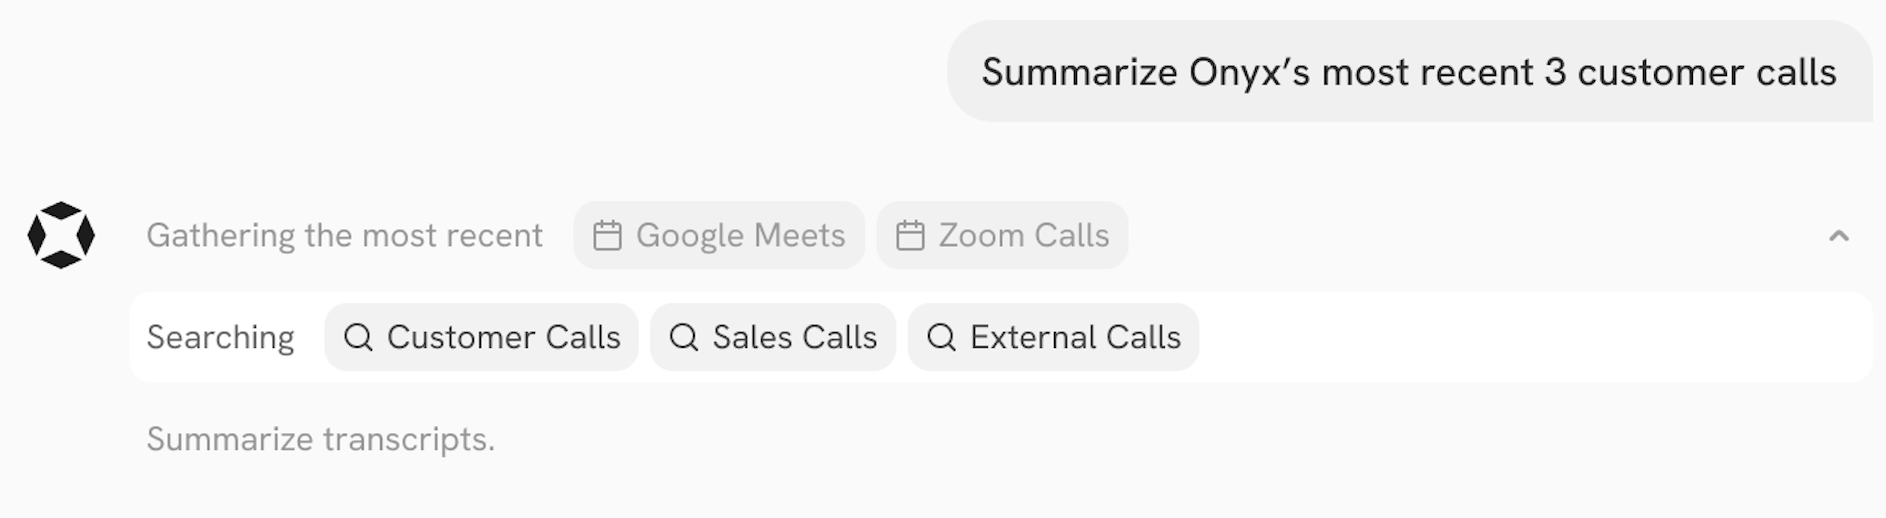 Summarize Onyx’s most recent 3 customer calls
Gathering the most recent Google Meets Zoom Calls
Searching Customer Calls Sales Calls External Calls
Summarize transcripts.